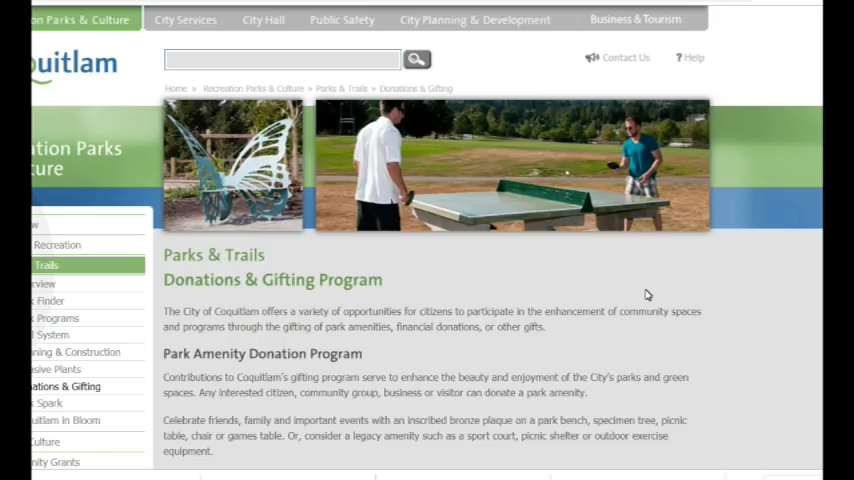 on Parks & Culture City Services City Hall Public Safety City Planning & Development Business & Tourism
uitlam
Contact Us ? Help
Home » Recreation Parks & Culture » Parks & Trails » Donations & Gifting
ation Parks
ture
w
Recreation
Trails
rview
k Finder
k Programs
l System
ning & Construction
asive Plants
nations & Gifting
k Spark
uitlam in Bloom
Culture
nity Grants
Parks & Trails
Donations & Gifting Program
The City of Coquitlam offers a variety of opportunities for citizens to participate in the enhancement of community spaces
and programs through the gifting of park amenities, financial donations, or other gifts.
Park Amenity Donation Program
Contributions to Coquitlam's gifting program serve to enhance the beauty and enjoyment of the City's parks and green
spaces. Any interested citizen, community group, business or visitor can donate a park amenity.
Celebrate friends, family and important events with an inscribed bronze plaque on a park bench, specimen tree, picnic
table, chair or games table. Or, consider a legacy amenity such as a sport court, picnic shelter or outdoor exercise
equipment.